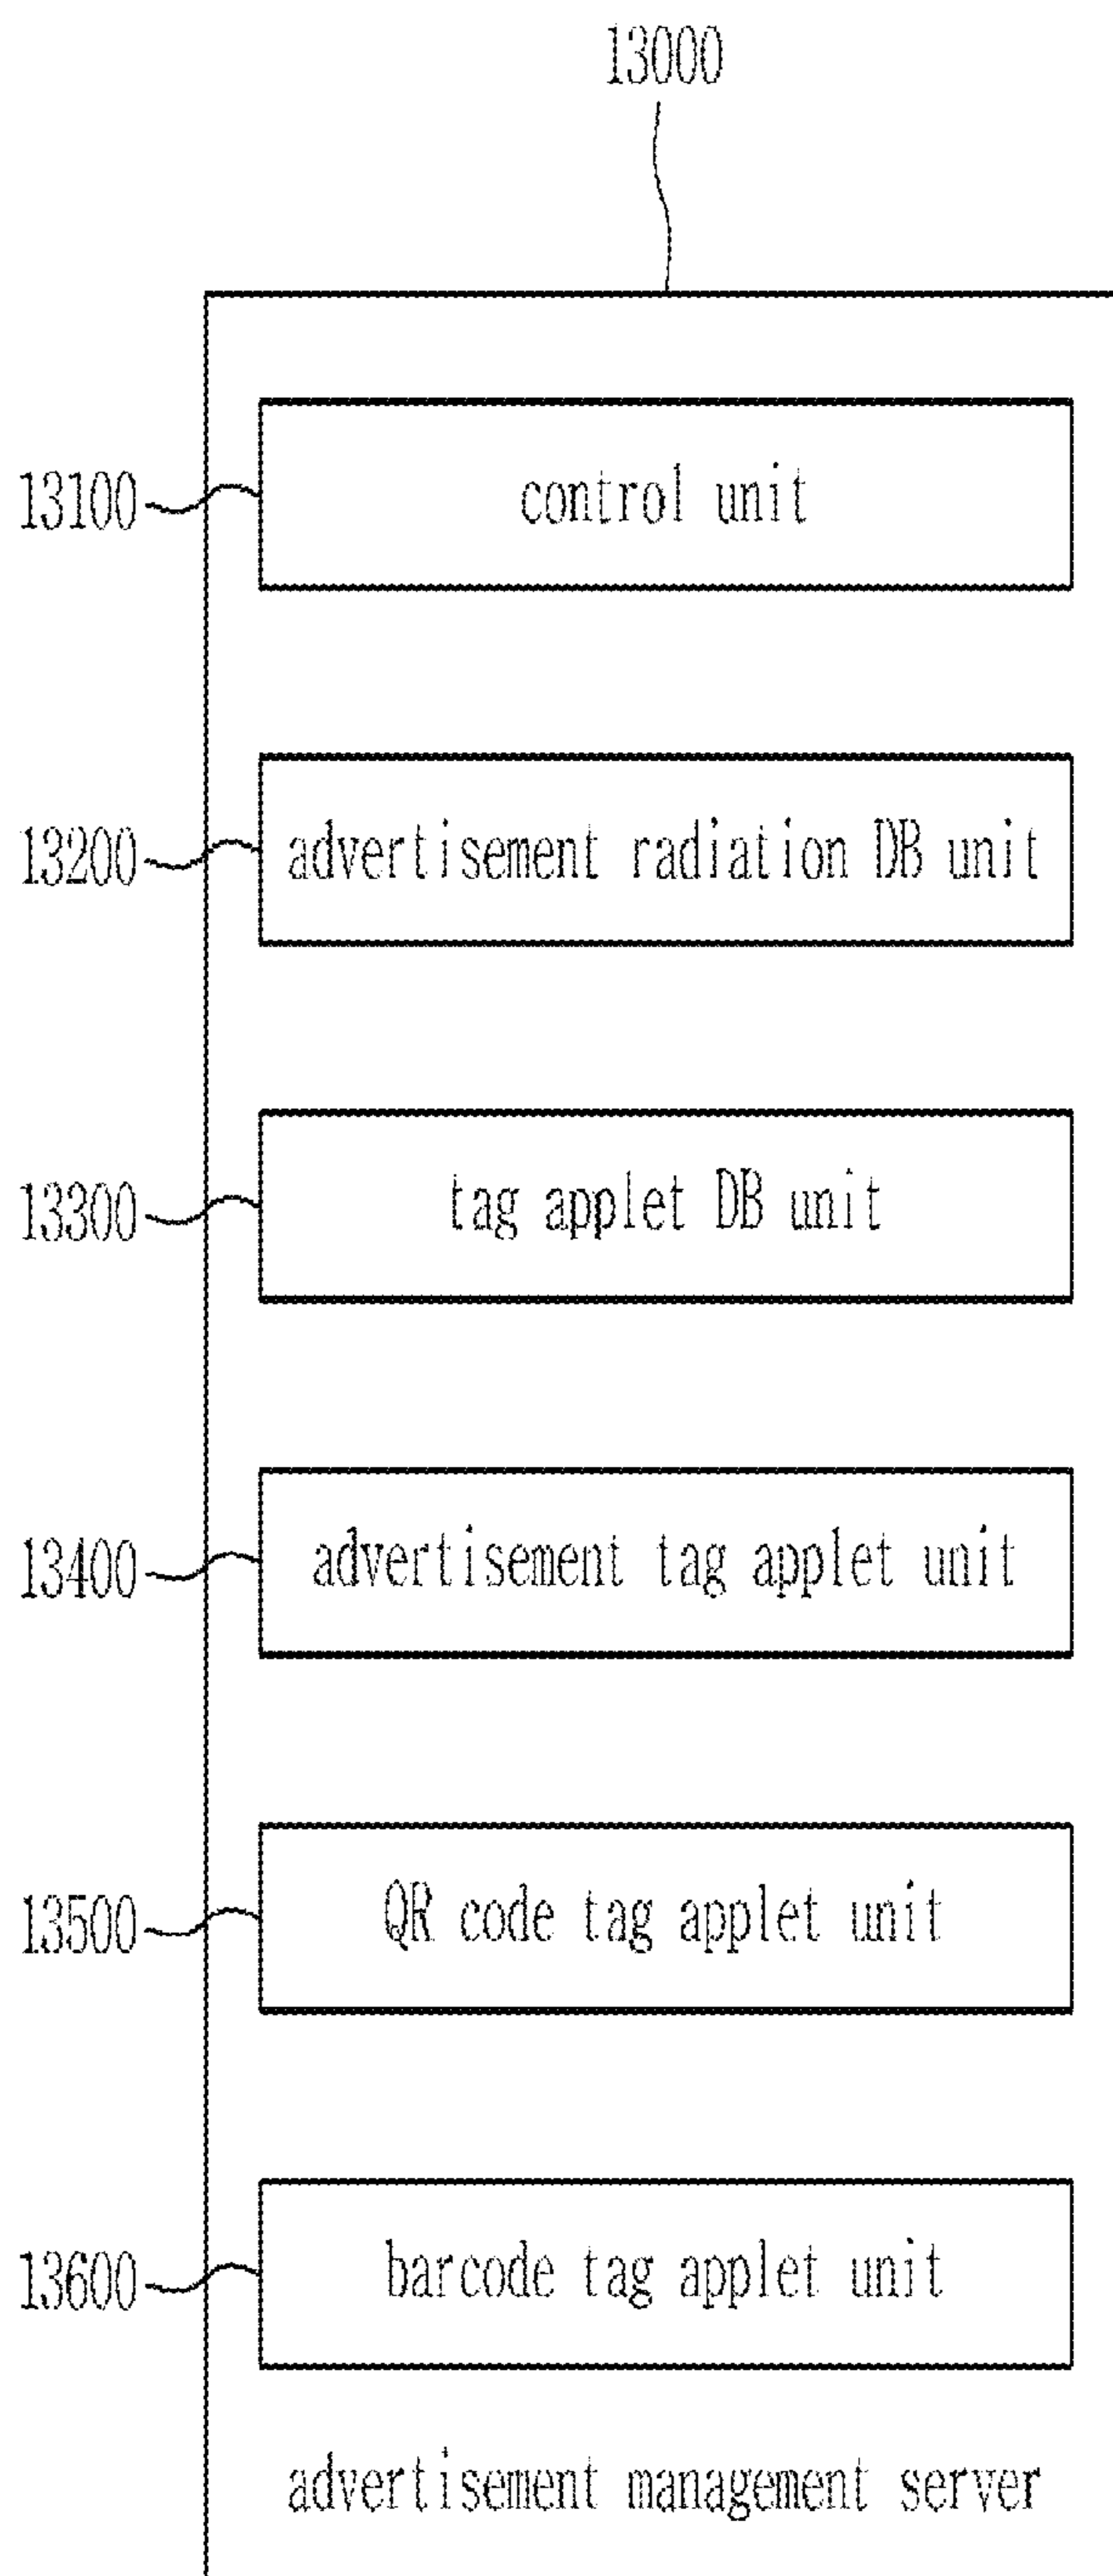 13000
13100 control unit
13200 advertisement radiation DB unit
13300 tag applet DB unit
13400 advertisement tag applet unit
13500 QR code tag applet unit
13600 barcode tag applet unit
advertisement management server